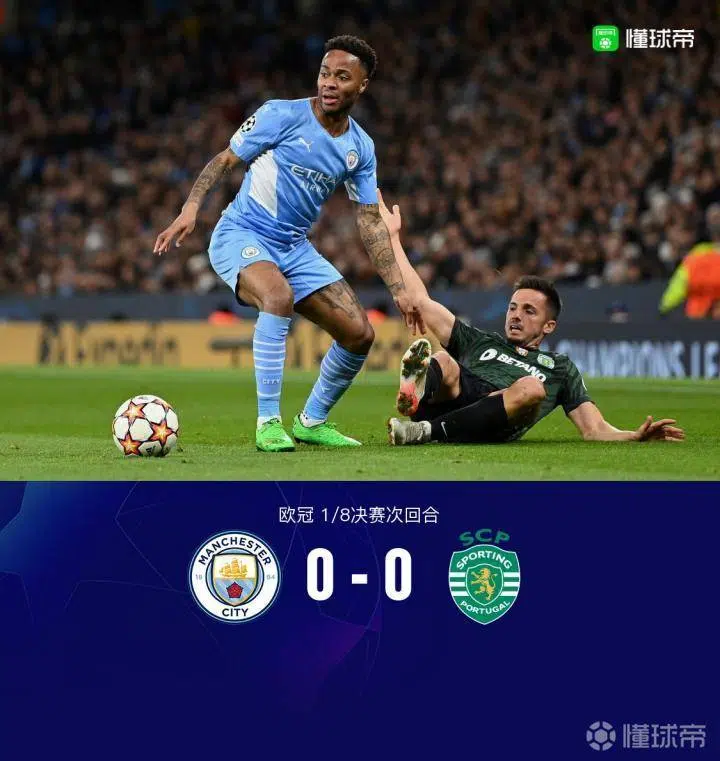 懂球帝
ETIHAD
AIRWAYS
CITY
BETANO
CHAMPIONS LE
欧冠 1/8决赛次回合
MANCHESTER
18 94
CITY
0 - 0
SCP
SPORTING
PORTUGAL
懂球帝